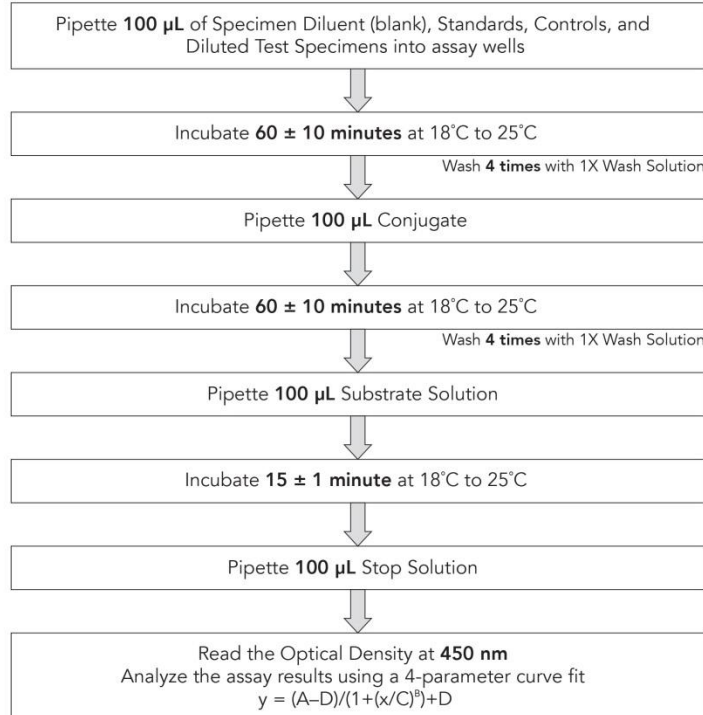 Pipette 100 µL of Specimen Diluent (blank), Standards, Controls, and
Diluted Test Specimens into assay wells
Incubate 60 ± 10 minutes at 18˚C to 25˚C
Wash 4 times with 1X Wash Solution
Pipette 100 µL Conjugate
Incubate 60 ± 10 minutes at 18˚C to 25˚C
Wash 4 times with 1X Wash Solution
Pipette 100 µL Substrate Solution
Incubate 15 ± 1 minute at 18˚C to 25˚C
Pipette 100 µL Stop Solution
Read the Optical Density at 450 nm
Analyze the assay results using a 4-parameter curve fit
y = (A–D)/(1+(x/C)ᴮ)+D